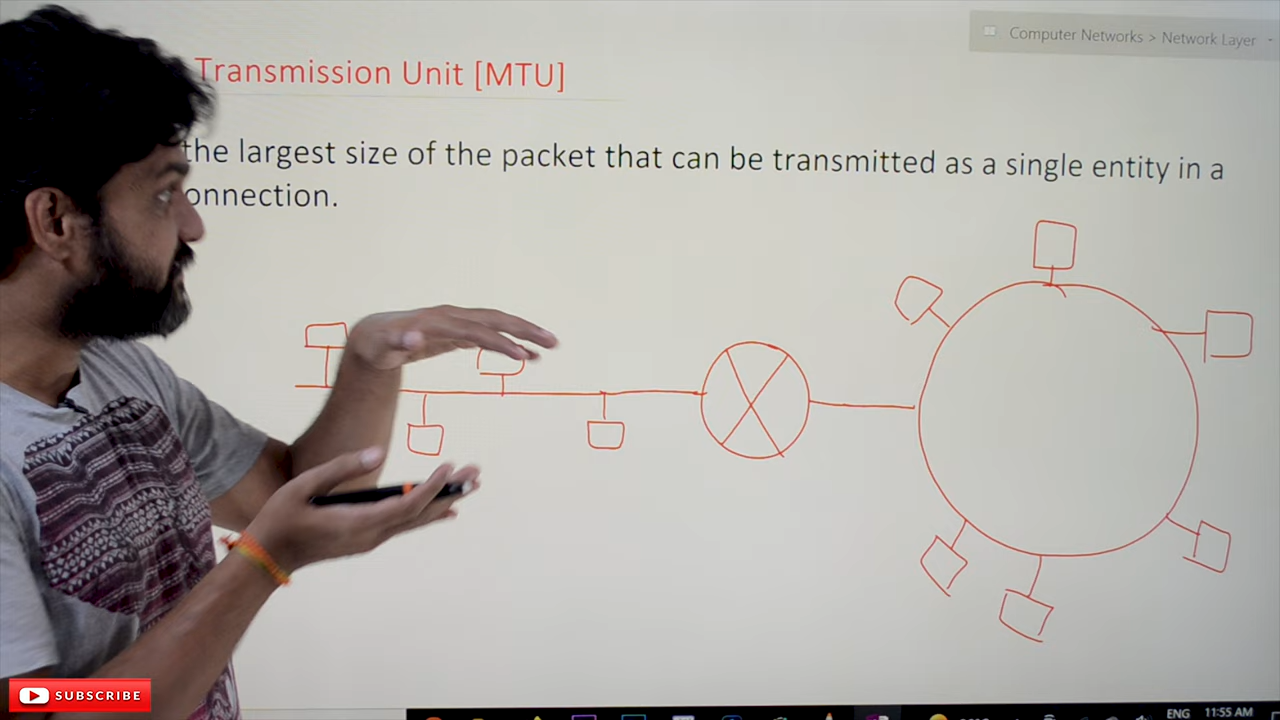 Computer Networks > Network Layer
Transmission Unit [MTU]
the largest size of the packet that can be transmitted as a single entity in a
onnection.
SUBSCRIBE
ENG 11:55 AM